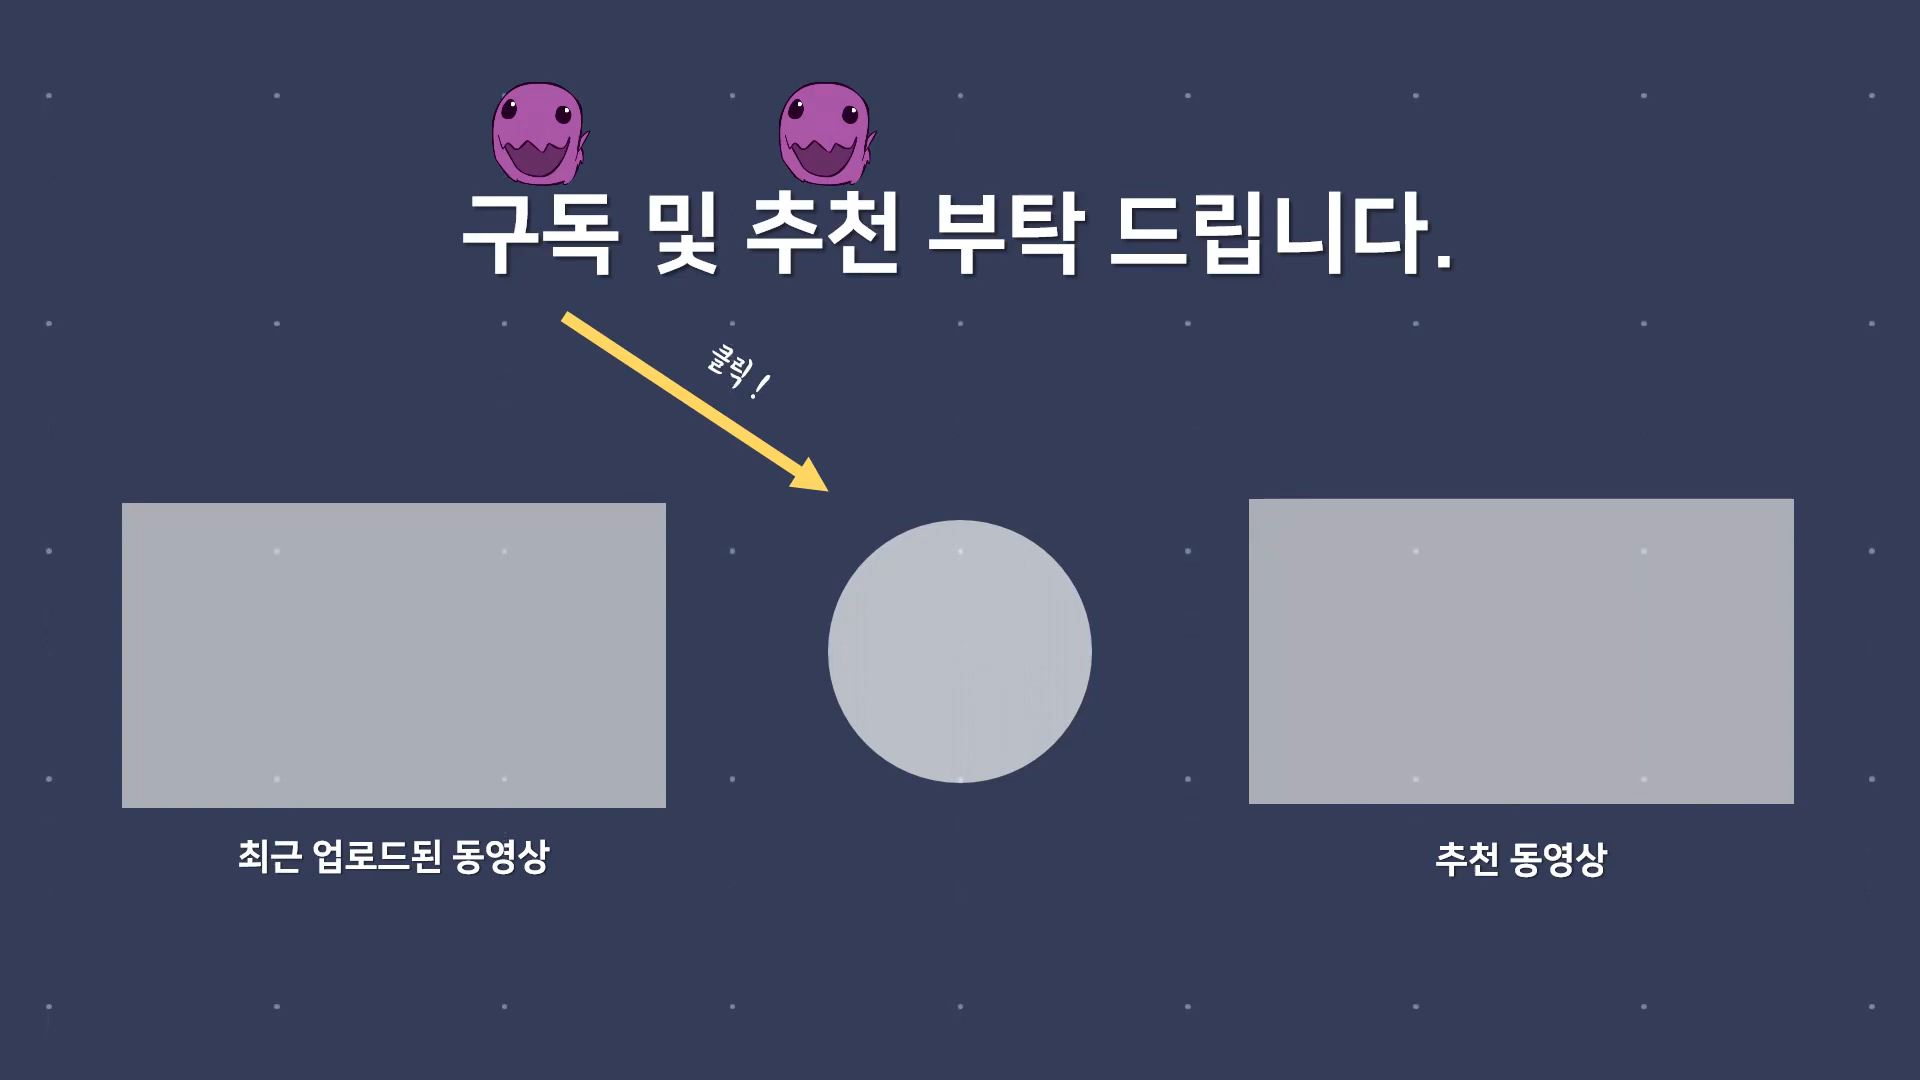 구독 및 추천 부탁 드립니다.
클릭!
최근 업로드된 동영상
추천 동영상